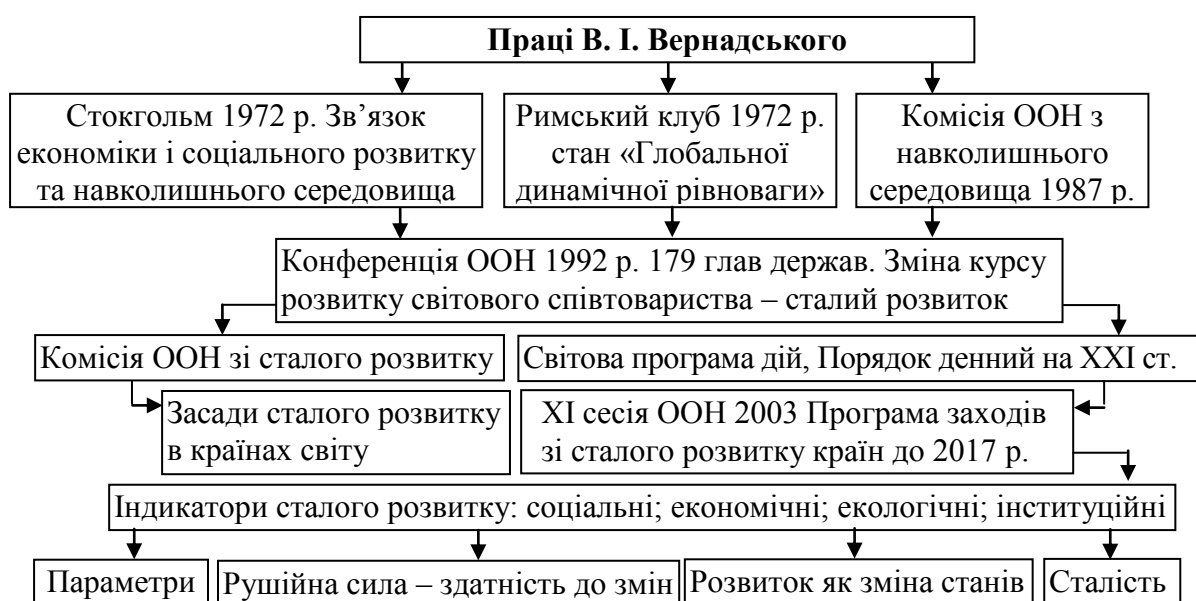 Праці В. І. Вернадського
Стокгольм 1972 р. Зв’язок
економіки і соціального розвитку
та навколишнього середовища
Римський клуб 1972 р.
стан «Глобальної
динамічної рівноваги»
Комісія ООН з
навколишнього
середовища 1987 р.
Конференція ООН 1992 р. 179 глав держав. Зміна курсу
розвитку світового співтовариства – сталий розвиток
Комісія ООН зі сталого розвитку
Світова програма дій, Порядок денний на XXI ст.
Засади сталого розвитку
в країнах світу
XI сесія ООН 2003 Програма заходів
зі сталого розвитку країн до 2017 р.
Індикатори сталого розвитку: соціальні; економічні; екологічні; інституційні
Параметри
Рушійна сила – здатність до змін
Розвиток як зміна станів
Сталість